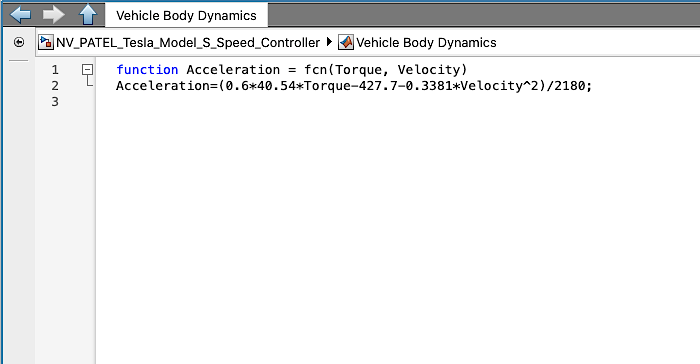 Vehicle Body Dynamics
NV_PATEL_Tesla_Model_S_Speed_Controller Vehicle Body Dynamics
1 function Acceleration = fcn(Torque, Velocity)
2 Acceleration=(0.6*40.54*Torque-427.7-0.3381*Velocity^2)/2180;
3